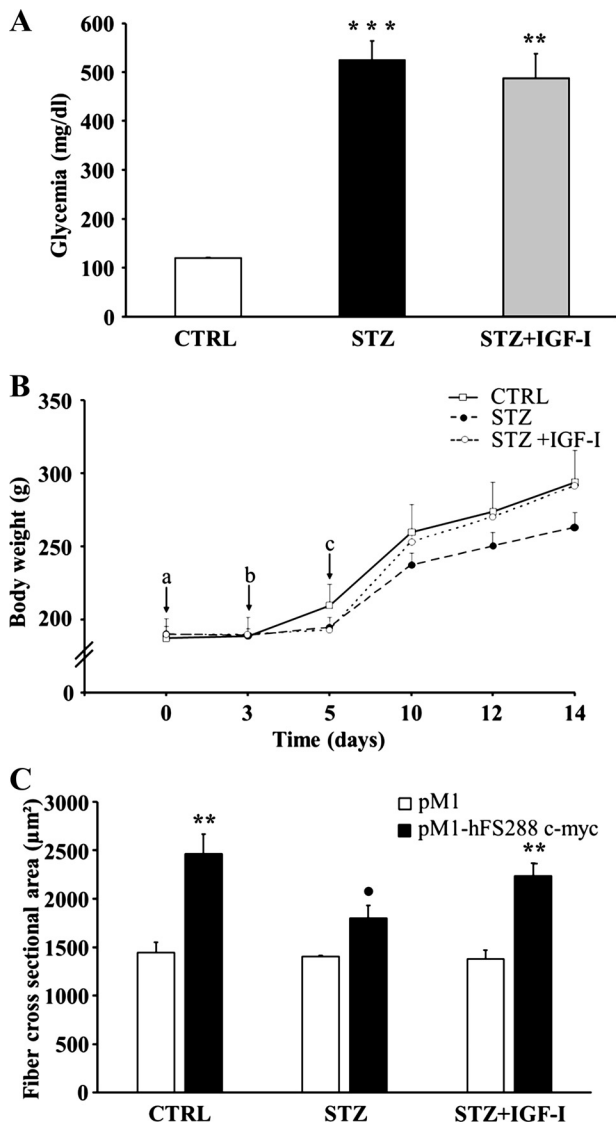 A
Glycemia (mg/dl)
600
500
400
300
200
100
0
***
**
CTRL STZ STZ+IGF-I
B
Body weight (g)
350
300
250
200
0
CTRL
STZ
STZ +IGF-I
a
b
c
0 3 5 10 12 14
Time (days)
C
Fiber cross sectional area (µm²)
3000
2500
2000
1500
1000
500
0
pM1
pM1-hFS288 c-myc
**
**
CTRL STZ STZ+IGF-I